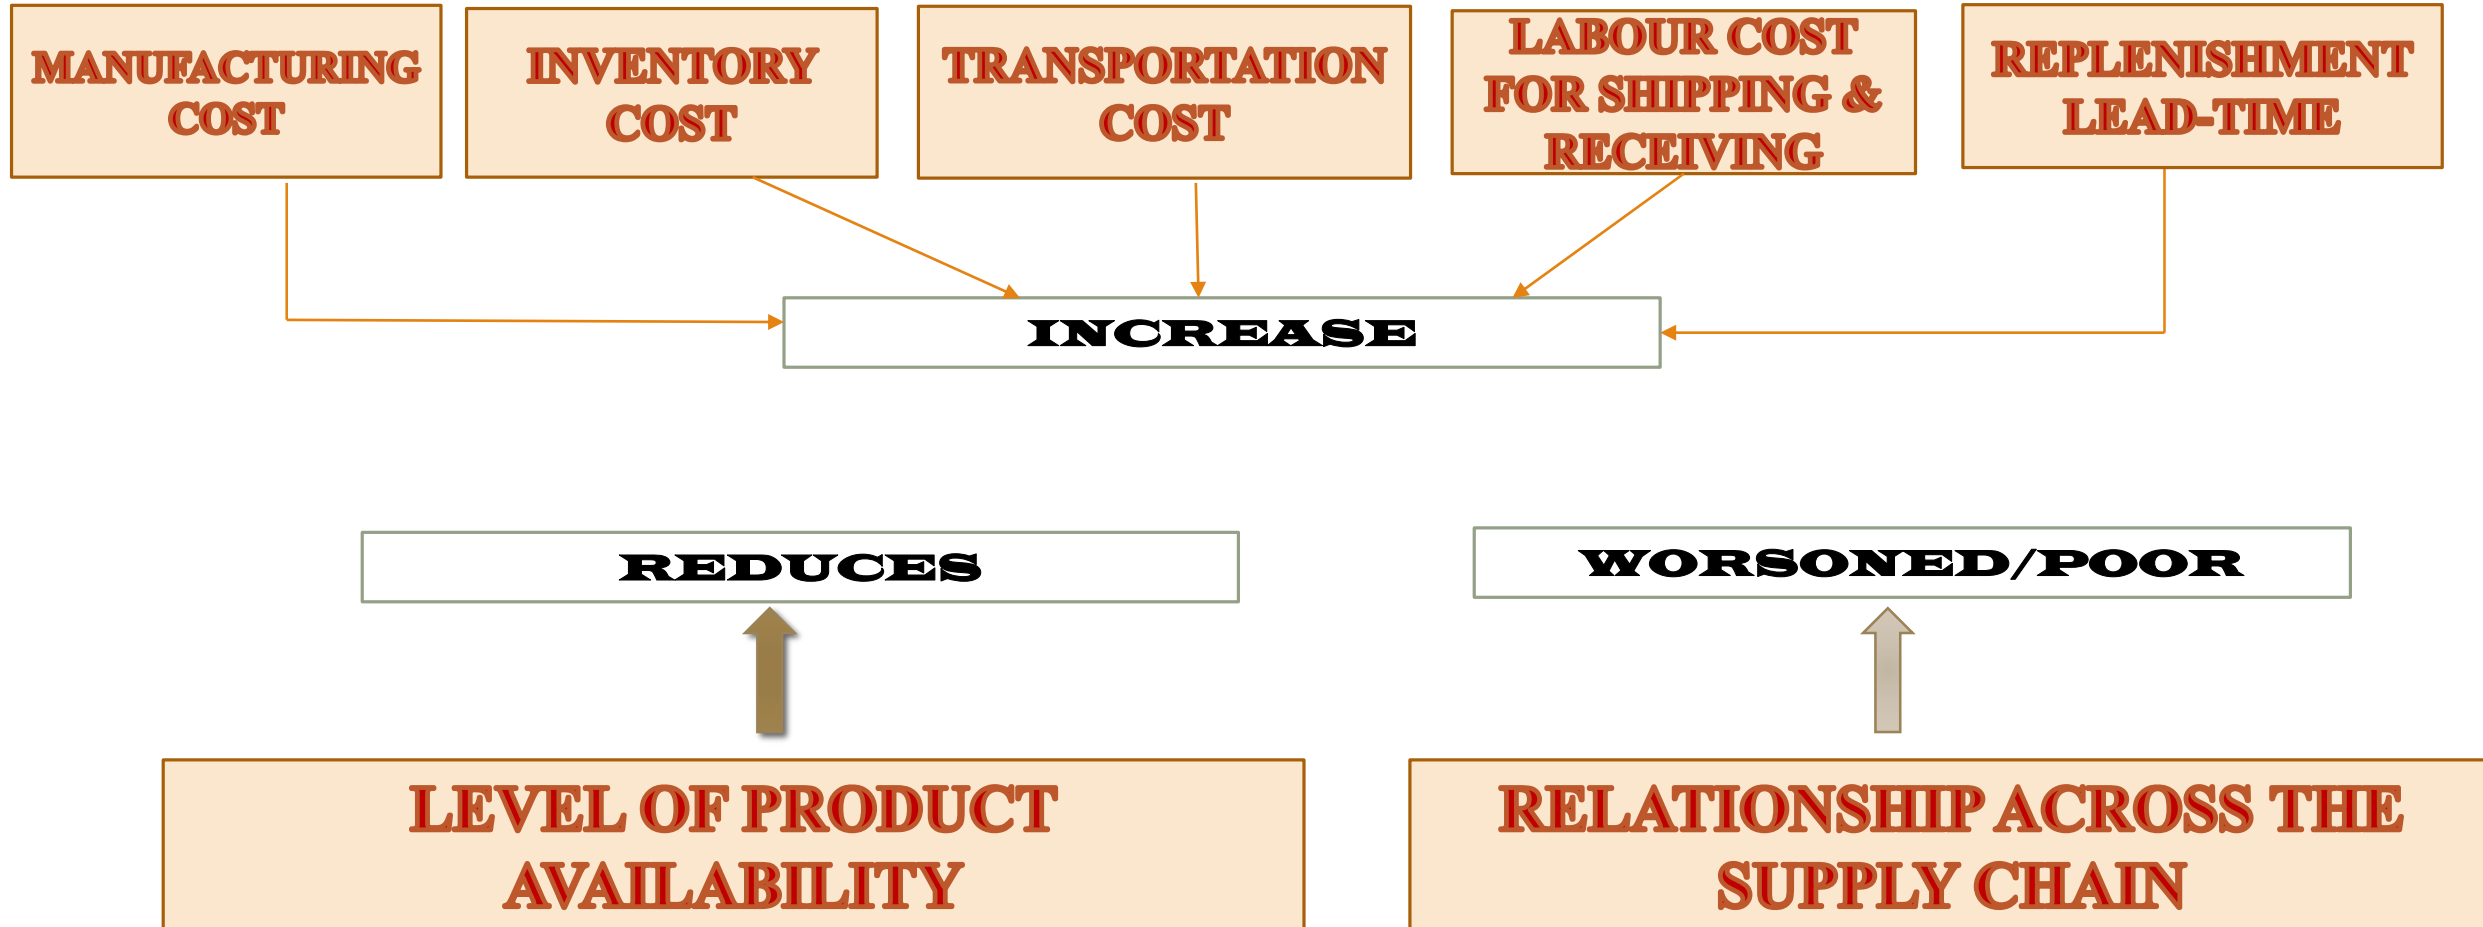 MANUFACTURING
COST
INVENTORY
COST
TRANSPORTATION
COST
LABOUR COST
FOR SHIPPING &
RECEIVING
REPLENISHMENT
LEAD-TIME
INCREASE
REDUCES
WORSONED/POOR
LEVEL OF PRODUCT
AVAILABILITY
RELATIONSHIP ACROSS THE
SUPPLY CHAIN